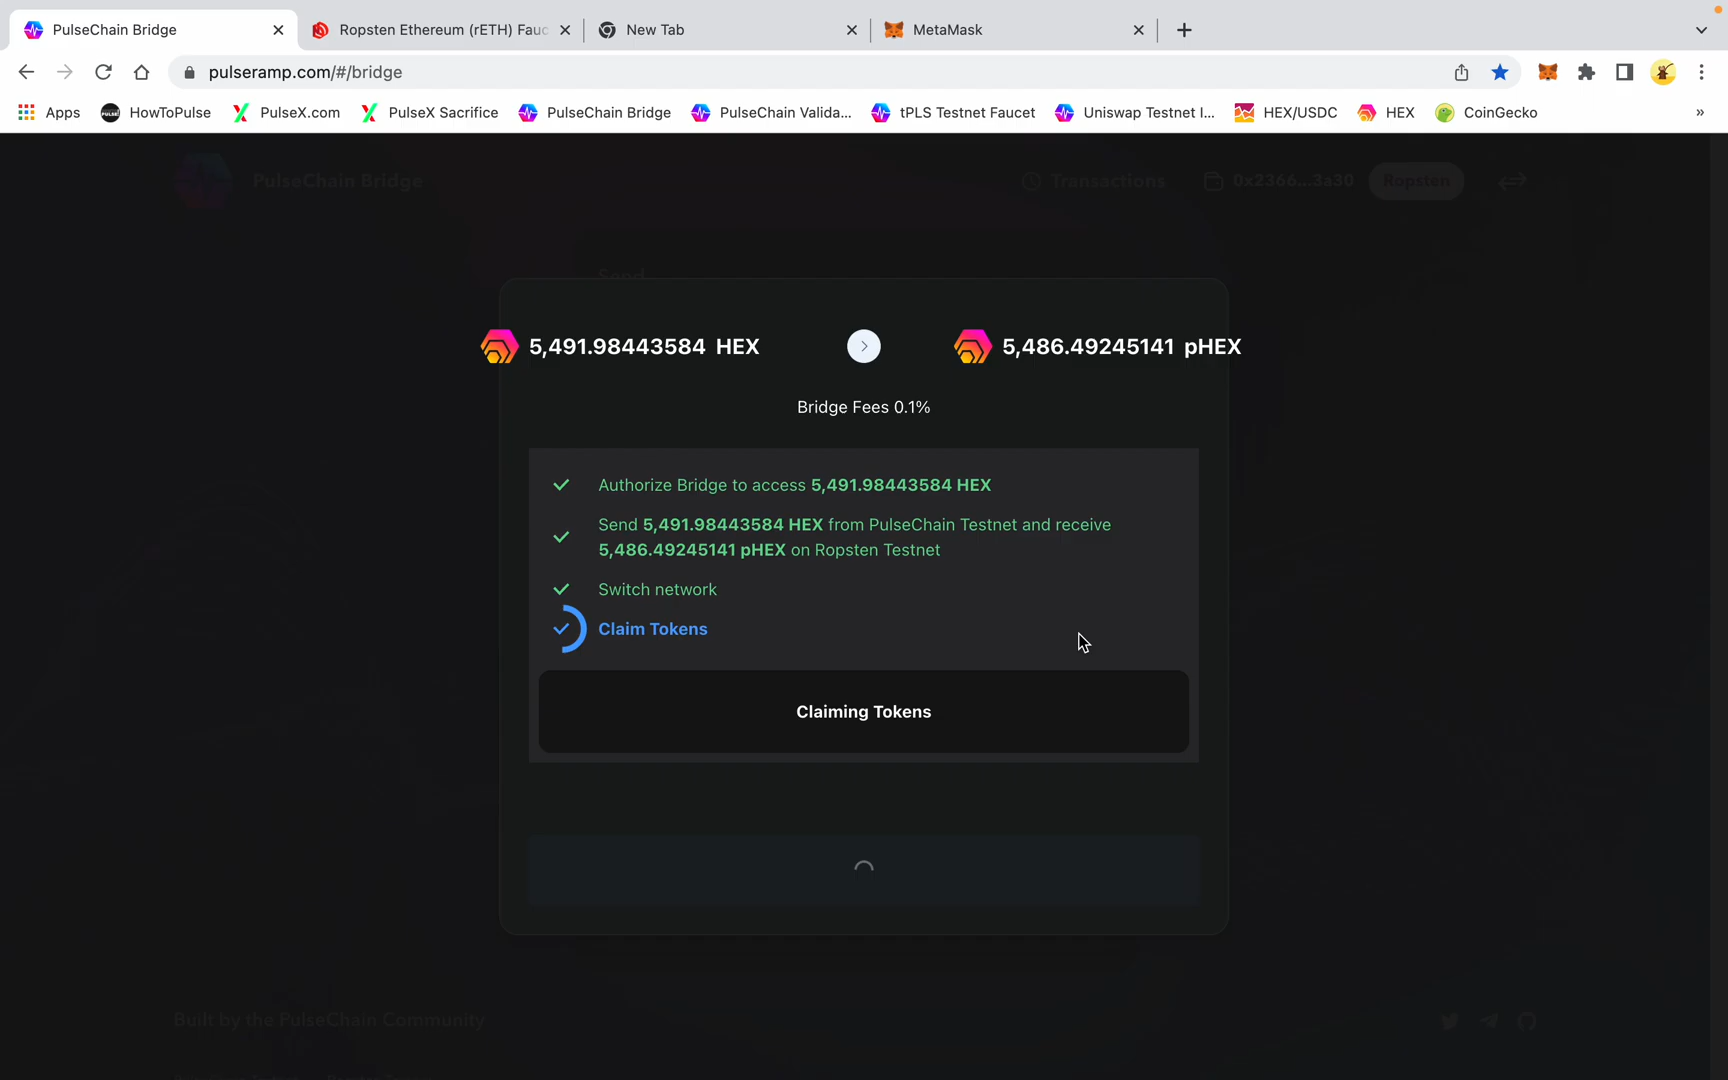 PulseChain Bridge
Ropsten Ethereum (rETH) Fauc
New Tab
MetaMask
pulseramp.com/#/bridge
Apps
HowToPulse
PulseX.com
PulseX Sacrifice
PulseChain Bridge
PulseChain Valida...
tPLS Testnet Faucet
Uniswap Testnet I...
HEX/USDC
HEX
CoinGecko
»
PulseChain Bridge
Transactions
0x2366...3a30
Ropsten
Send
5,491.98443584 HEX
5,486.49245141 pHEX
Bridge Fees 0.1%
Authorize Bridge to access 5,491.98443584 HEX
Send 5,491.98443584 HEX from PulseChain Testnet and receive
5,486.49245141 pHEX on Ropsten Testnet
Switch network
Claim Tokens
Claiming Tokens
Built by the PulseChain Community